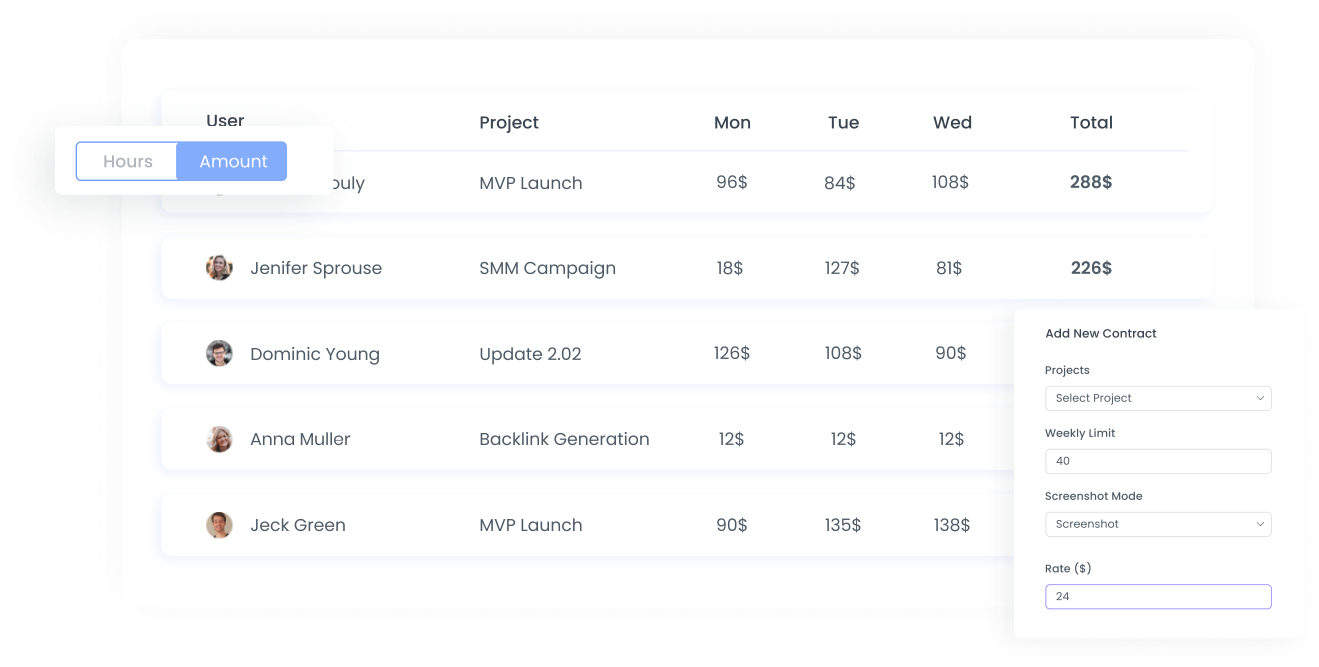 User Project Mon Tue Wed Total
Hours Amount
MVP Launch 96$ 84$ 108$ 288$
Jenifer Sprouse SMM Campaign 18$ 127$ 81$ 226$
Dominic Young Update 2.02 126$ 108$ 90$
Anna Muller Backlink Generation 12$ 12$ 12$
Jeck Green MVP Launch 90$ 135$ 138$
Add New Contract
Projects
Select Project
Weekly Limit
40
Screenshot Mode
Screenshot
Rate ($)
24